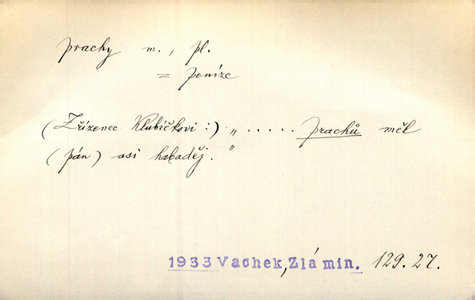 prachy m., pl.
= peníze
(Zřízenec Klubíčkovi:) „..... prachů měl
(pán) asi habaděj."
1933 Vachek, Zlá min. 129.27.